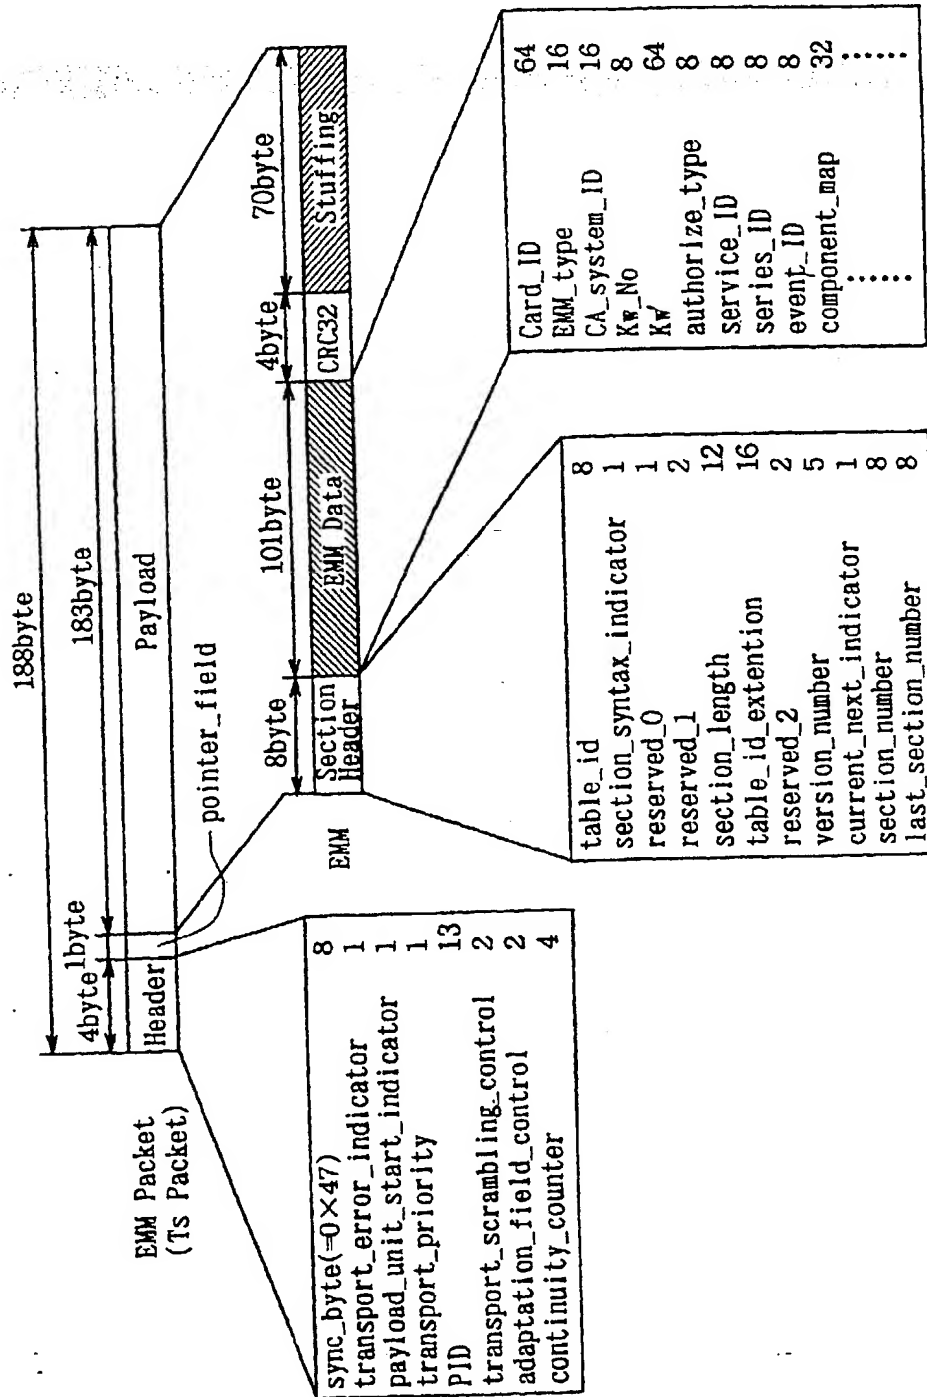 188byte
4byte 1byte 183byte
EMM Packet
(Ts Packet)
Header
Payload
pointer_field
8byte 101byte 4byte 70byte
EMM
Section
Header
EMM Data
CRC32
Stuffing
sync_byte(=0×47) 8
transport_error_indicator 1
payload_unit_start_indicator 1
transport_priority 1
PID 13
transport_scrambling_control 2
adaptation_field_control 2
continuity_counter 4
table_id 8
section_syntax_indicator 1
reserved_0 1
reserved_1 2
section_length 12
table_id_extention 16
reserved_2 2
version_number 5
current_next_indicator 1
section_number 8
last_section_number 8
Card_ID 64
EMM_type 16
CA_system_ID 16
Kw_No 8
Kw' 64
authorize_type 8
service_ID 8
series_ID 8
event_ID 8
component_map 32
...... ......